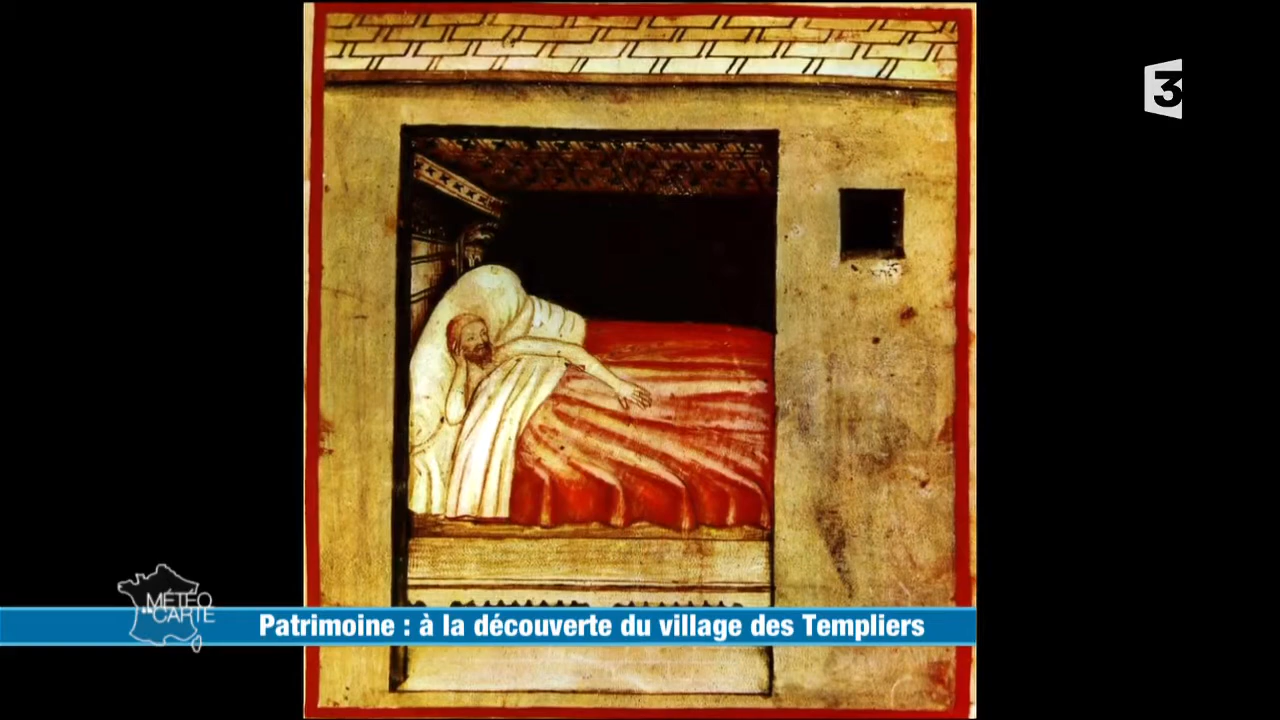 3
MÉTÉO
À LA CARTE
Patrimoine : à la découverte du village des Templiers